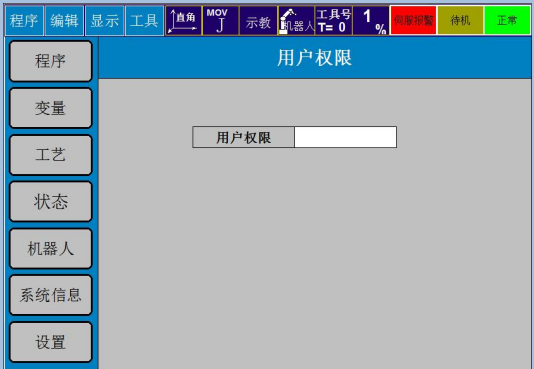 程序 编辑 显示 工具 直角 MOV J 示教 机器人 工具号 T= 0 1 % 伺服报警 待机 正常
用户权限
程序
变量
用户权限
工艺
状态
机器人
系统信息
设置